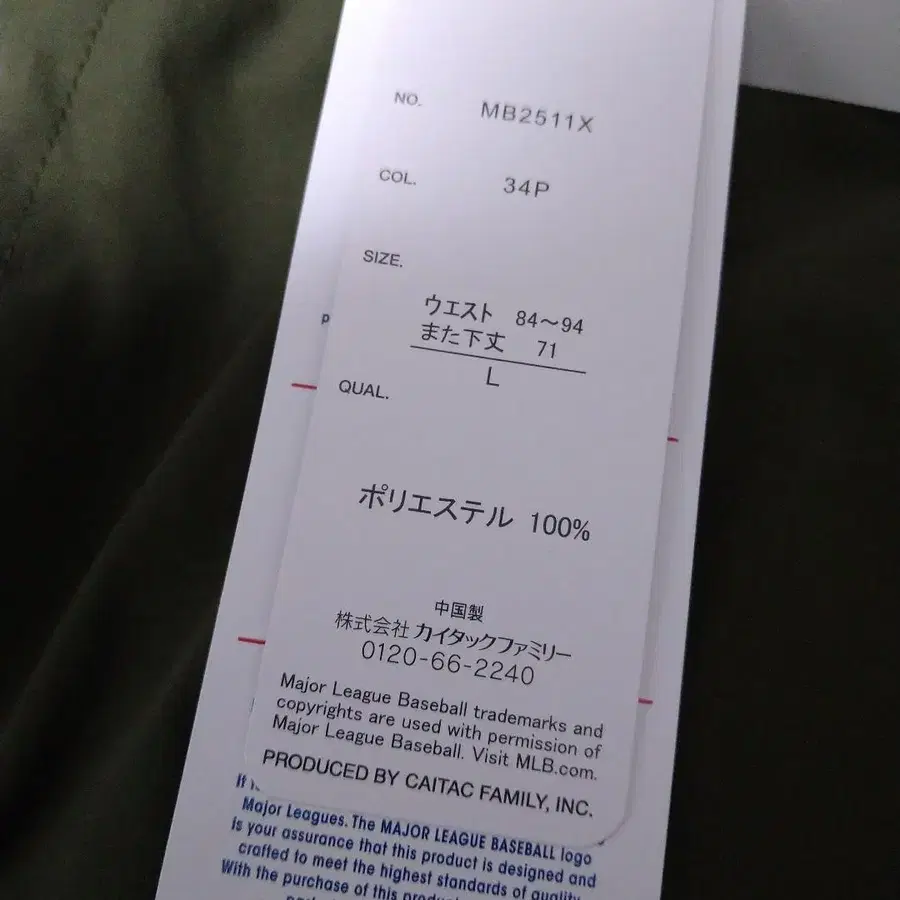 NO. MB2511X
COL. 34P
SIZE.
ウエスト 84～94
また下丈 71
L
QUAL.
ポリエステル 100%
中国製
株式会社 カイタックファミリー
0120-66-2240
Major League Baseball trademarks and
copyrights are used with permission of
Major League Baseball. Visit MLB.com.
PRODUCED BY CAITAC FAMILY, INC.
Major Leagues. The MAJOR LEAGUE BASEBALL logo
is your assurance that this product is designed and
crafted to meet the highest standards of quality.
With the purchase of this